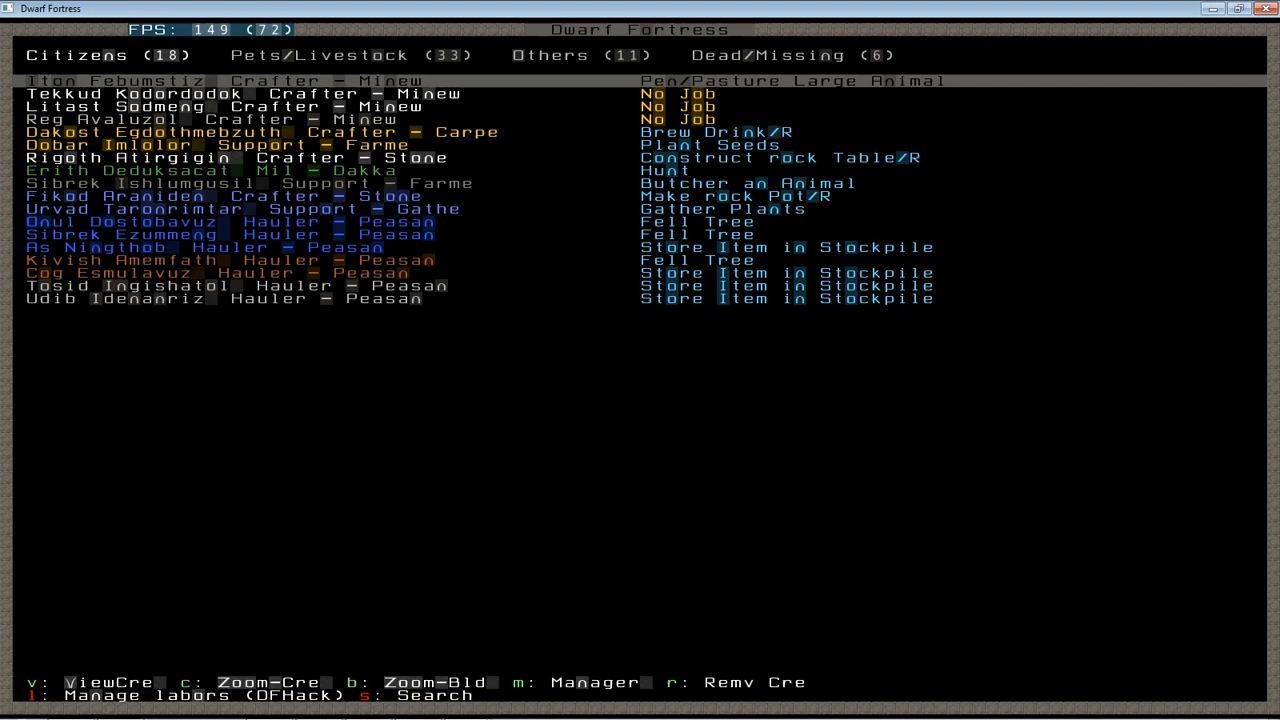 Dwarf Fortress
FPS: 149 (72) Dwarf Fortress
Citizens (18) Pets/Livestock (33) Others (11) Dead/Missing (6)
Iton Febumstiz Crafter - Minew Pen/Pasture Large Animal
Tekkud Kodordodok Crafter - Minew No Job
Litast Sodmeng Crafter - Minew No Job
Reg Avaluzol Crafter - Minew No Job
Dakost Egdothmebzuth Crafter - Carpe Brew Drink/R
Dobar Imlolor Support - Farme Plant Seeds
Rigoth Atirgigin Crafter - Stone Construct rock Table/R
Erith Deduksacat Mil - Dakka Hunt
Sibrek Ishlumgusil Support - Farme Butcher an Animal
Fikod Araniden Crafter - Stone Make rock Pot/R
Urvad Taronrimtar Support - Gathe Gather Plants
Onul Dostobavuz Hauler - Peasan Fell Tree
Sibrek Ezummeng Hauler - Peasan Fell Tree
As Ningthob Hauler - Peasan Store Item in Stockpile
Kivish Amemfath Hauler - Peasan Fell Tree
Cog Esmulavuz Hauler - Peasan Store Item in Stockpile
Tosid Ingishatol Hauler - Peasan Store Item in Stockpile
Udib Idenanriz Hauler - Peasan Store Item in Stockpile
v: ViewCre c: Zoom-Cre b: Zoom-Bld m: Manager r: Remv Cre
l: Manage labors (DFHack) s: Search